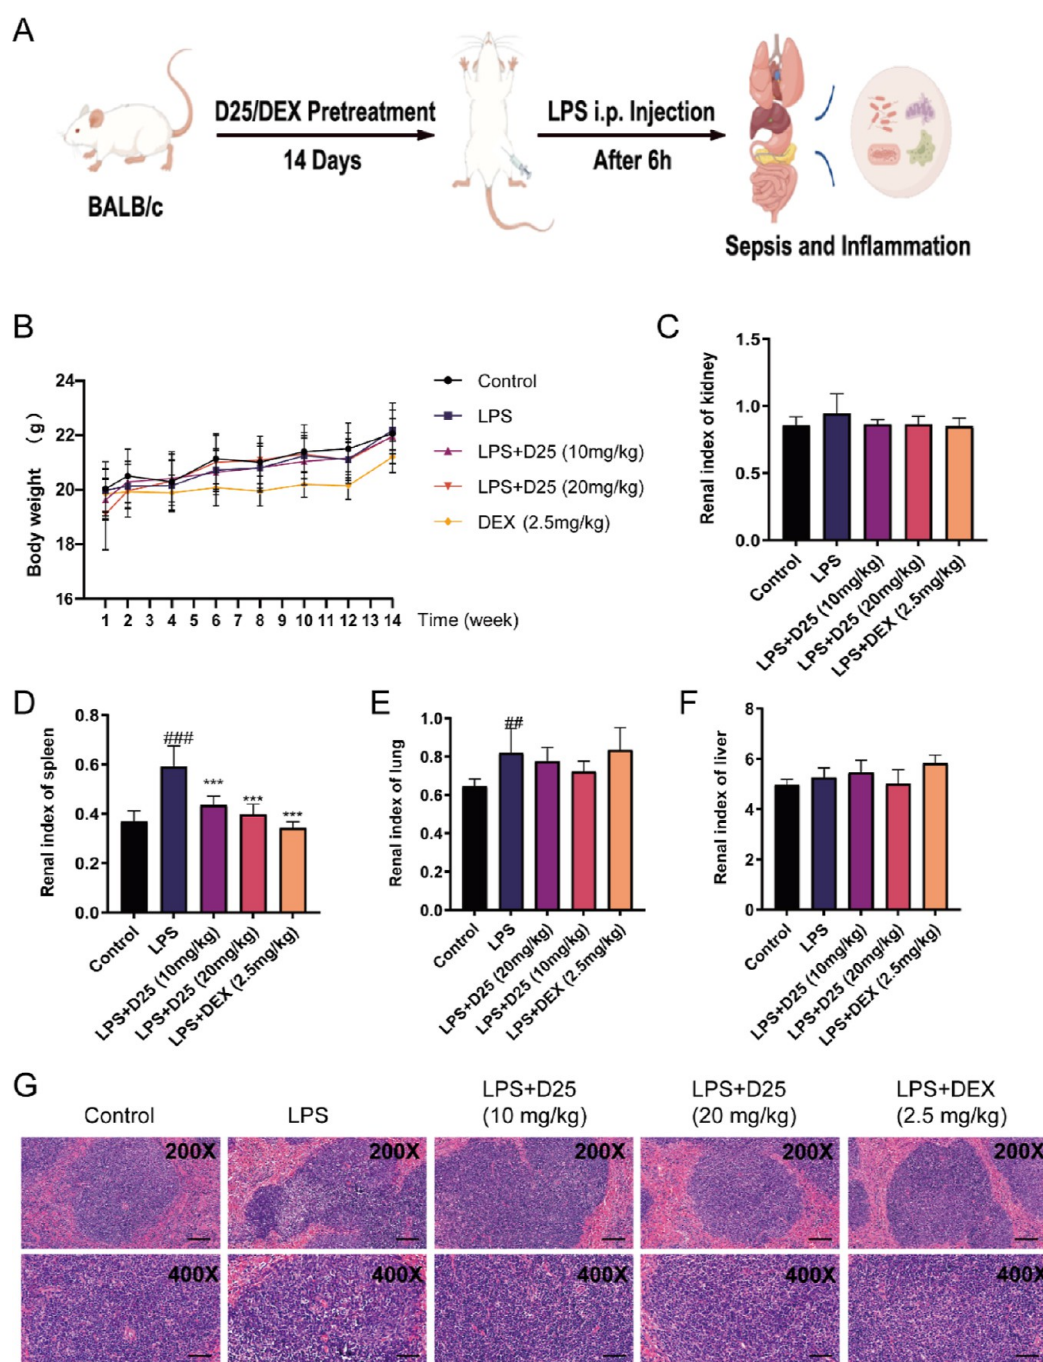 A
D25/DEX Pretreatment
14 Days
LPS i.p. Injection
After 6h
BALB/c
Sepsis and Inflammation
B
24
22
20
18
16
Body weight (g)
1 2 3 4 5 6 7 8 9 10 11 12 13 14
Time (week)
Control
LPS
LPS+D25 (10mg/kg)
LPS+D25 (20mg/kg)
DEX (2.5mg/kg)
C
1.5
1.0
0.5
0.0
Renal index of kidney
Control
LPS
LPS+D25 (10mg/kg)
LPS+D25 (20mg/kg)
LPS+DEX (2.5mg/kg)
D
0.8
0.6
0.4
0.2
0.0
Renal index of spleen
###
***
***
***
Control
LPS
LPS+D25 (10mg/kg)
LPS+D25 (20mg/kg)
LPS+DEX (2.5mg/kg)
E
1.0
0.8
0.6
0.4
0.2
0.0
Renal index of lung
##
Control
LPS
LPS+D25 (20mg/kg)
LPS+D25 (10mg/kg)
LPS+DEX (2.5mg/kg)
F
8
6
4
2
0
Renal index of liver
Control
LPS
LPS+D25 (10mg/kg)
LPS+D25 (20mg/kg)
LPS+DEX (2.5mg/kg)
G
Control
LPS
LPS+D25
(10 mg/kg)
LPS+D25
(20 mg/kg)
LPS+DEX
(2.5 mg/kg)
200X
200X
200X
200X
200X
400X
400X
400X
400X
400X